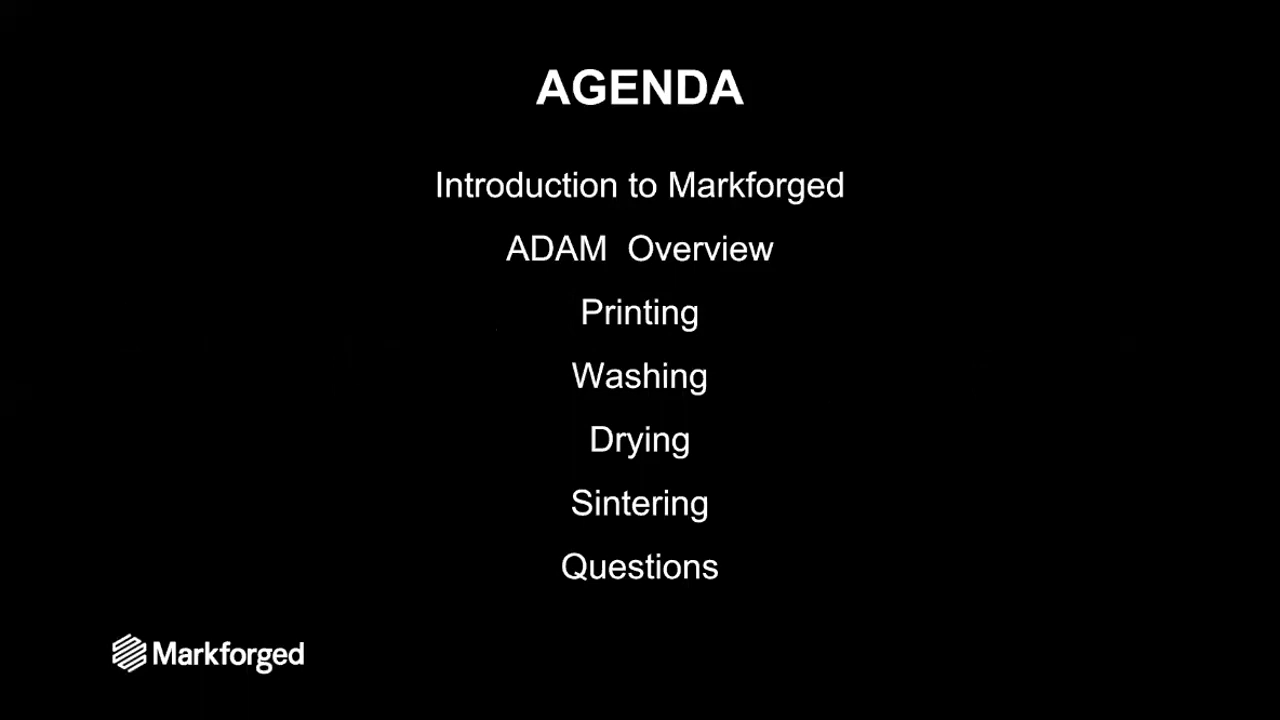 AGENDA
Introduction to Markforged
ADAM  Overview
Printing
Washing
Drying
Sintering
Questions
Markforged